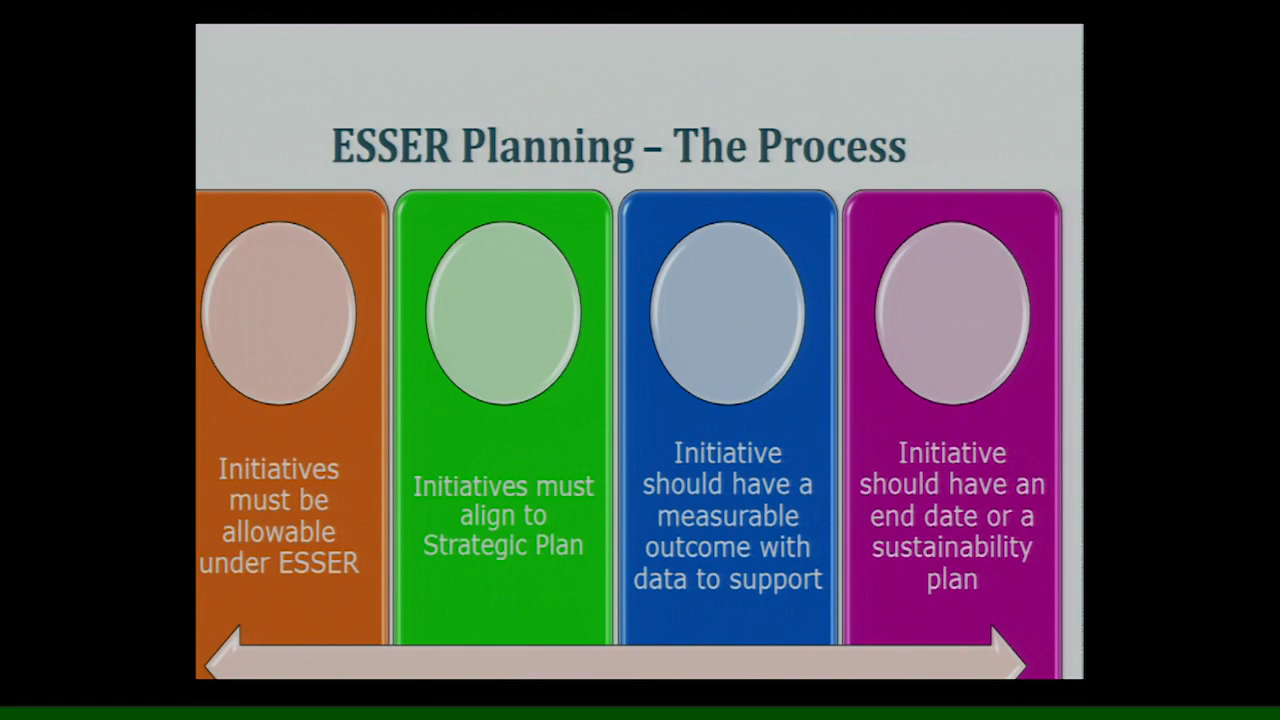 ESSER Planning – The Process
Initiatives
must be
allowable
under ESSER
Initiatives must
align to
Strategic Plan
Initiative
should have a
measurable
outcome with
data to support
Initiative
should have an
end date or a
sustainability
plan